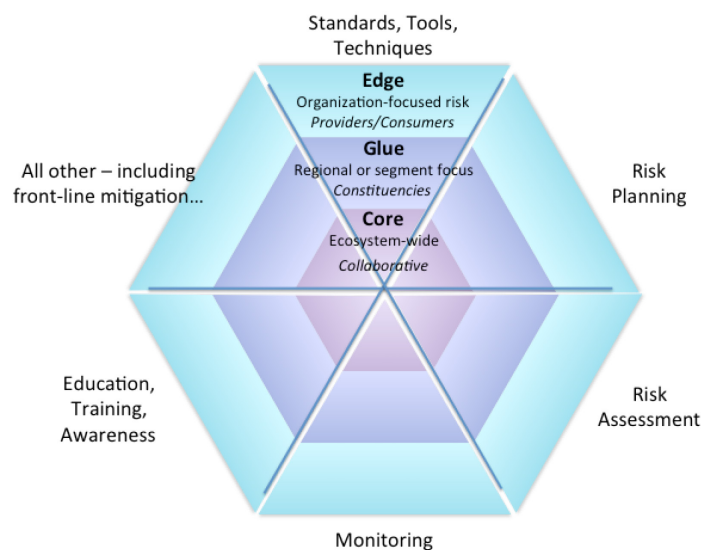 Standards, Tools,
Techniques
Edge
Organization-focused risk
Providers/Consumers
Glue
Regional or segment focus
Constituencies
Core
Ecosystem-wide
Collaborative
All other – including
front-line mitigation…
Risk
Planning
Education,
Training,
Awareness
Risk
Assessment
Monitoring